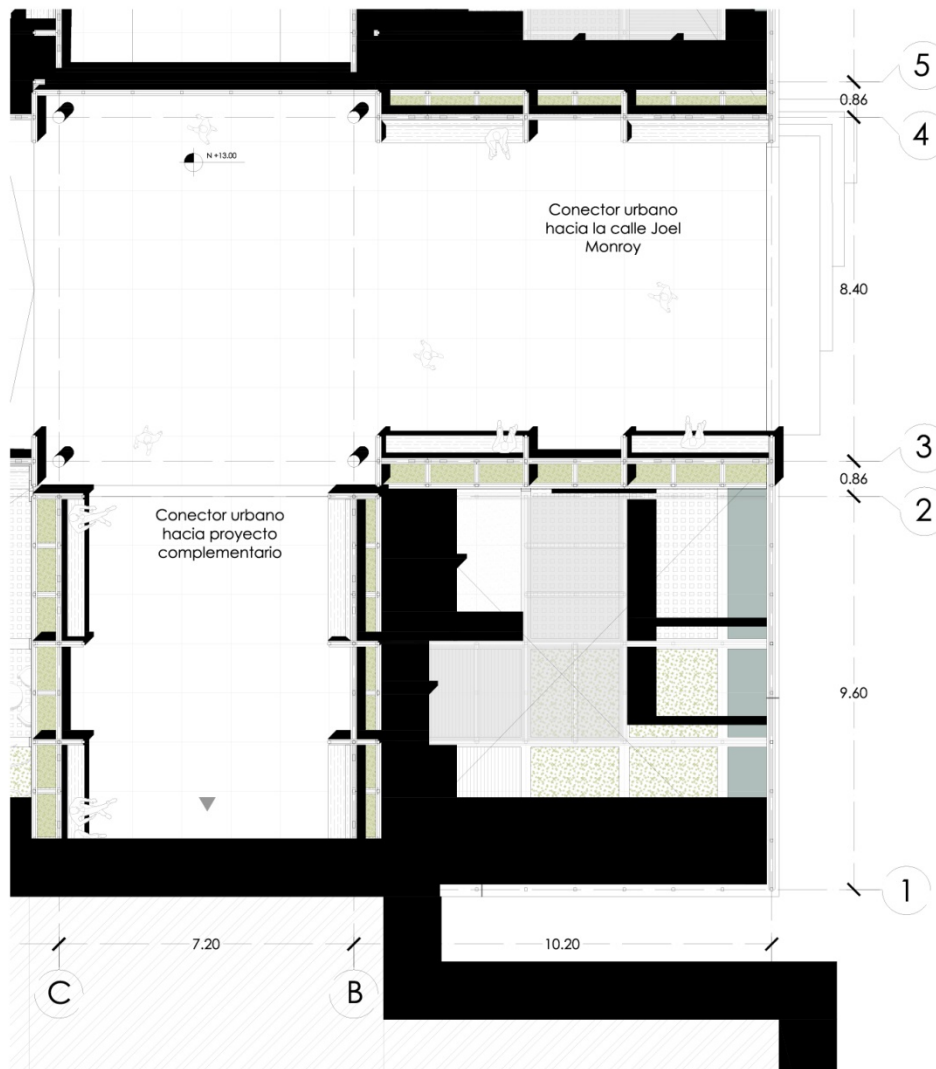 5
0.86
4
N +13.00
Conector urbano
hacia la calle Joel
Monroy
8.40
3
0.86
2
Conector urbano
hacia proyecto
complementario
9.60
1
7.20
10.20
C
B